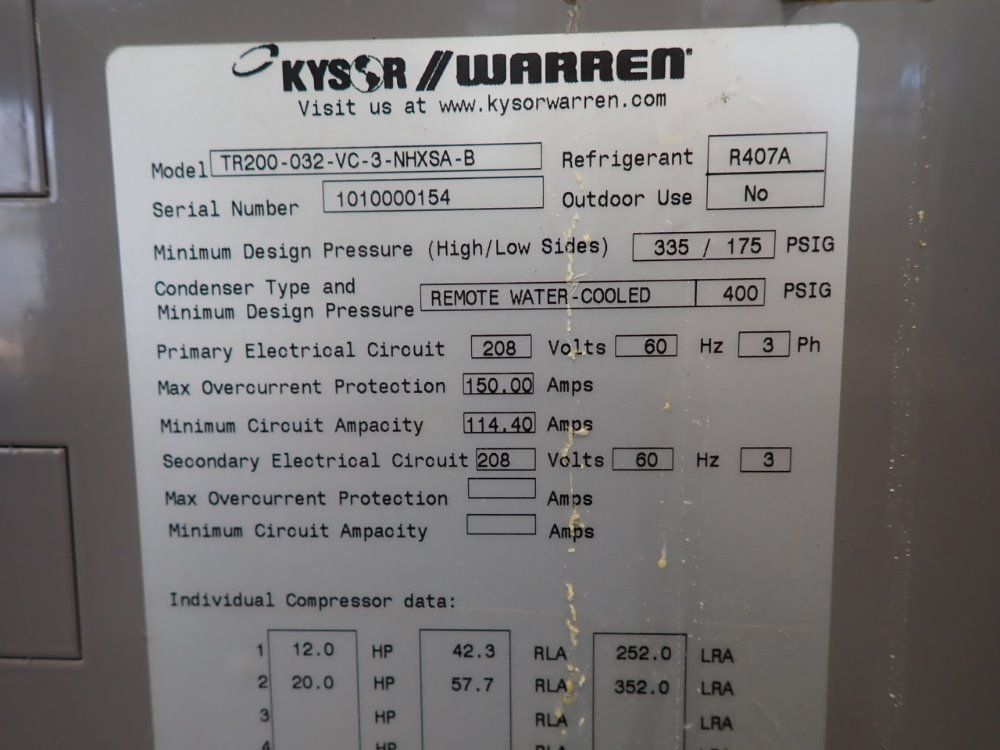 KYSOR//WARREN
Visit us at www.kysorwarren.com
Model TR200-032-VC-3-NHXSA-B Refrigerant R407A
Serial Number 1010000154 Outdoor Use No
Minimum Design Pressure (High/Low Sides) 335 / 175 PSIG
Condenser Type and
Minimum Design Pressure REMOTE WATER-COOLED 400 PSIG
Primary Electrical Circuit 208 Volts 60 Hz 3 Ph
Max Overcurrent Protection 150.00 Amps
Minimum Circuit Ampacity 114.40 Amps
Secondary Electrical Circuit 208 Volts 60 Hz 3
Max Overcurrent Protection Amps
Minimum Circuit Ampacity Amps
Individual Compressor data:
1 12.0 HP 42.3 RLA 252.0 LRA
2 20.0 HP 57.7 RLA 352.0 LRA
3 HP RLA LRA
4 HP RLA LRA